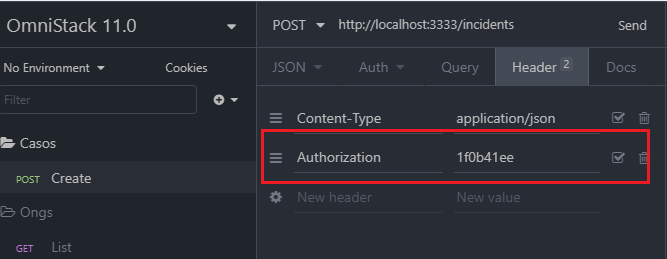 OmniStack 11.0
POST http://localhost:3333/incidents Send
No Environment Cookies
JSON Auth Query Header 2 Docs
Filter
Content-Type application/json
Casos
Authorization 1f0b41ee
POST Create
New header New value
Ongs
GET List